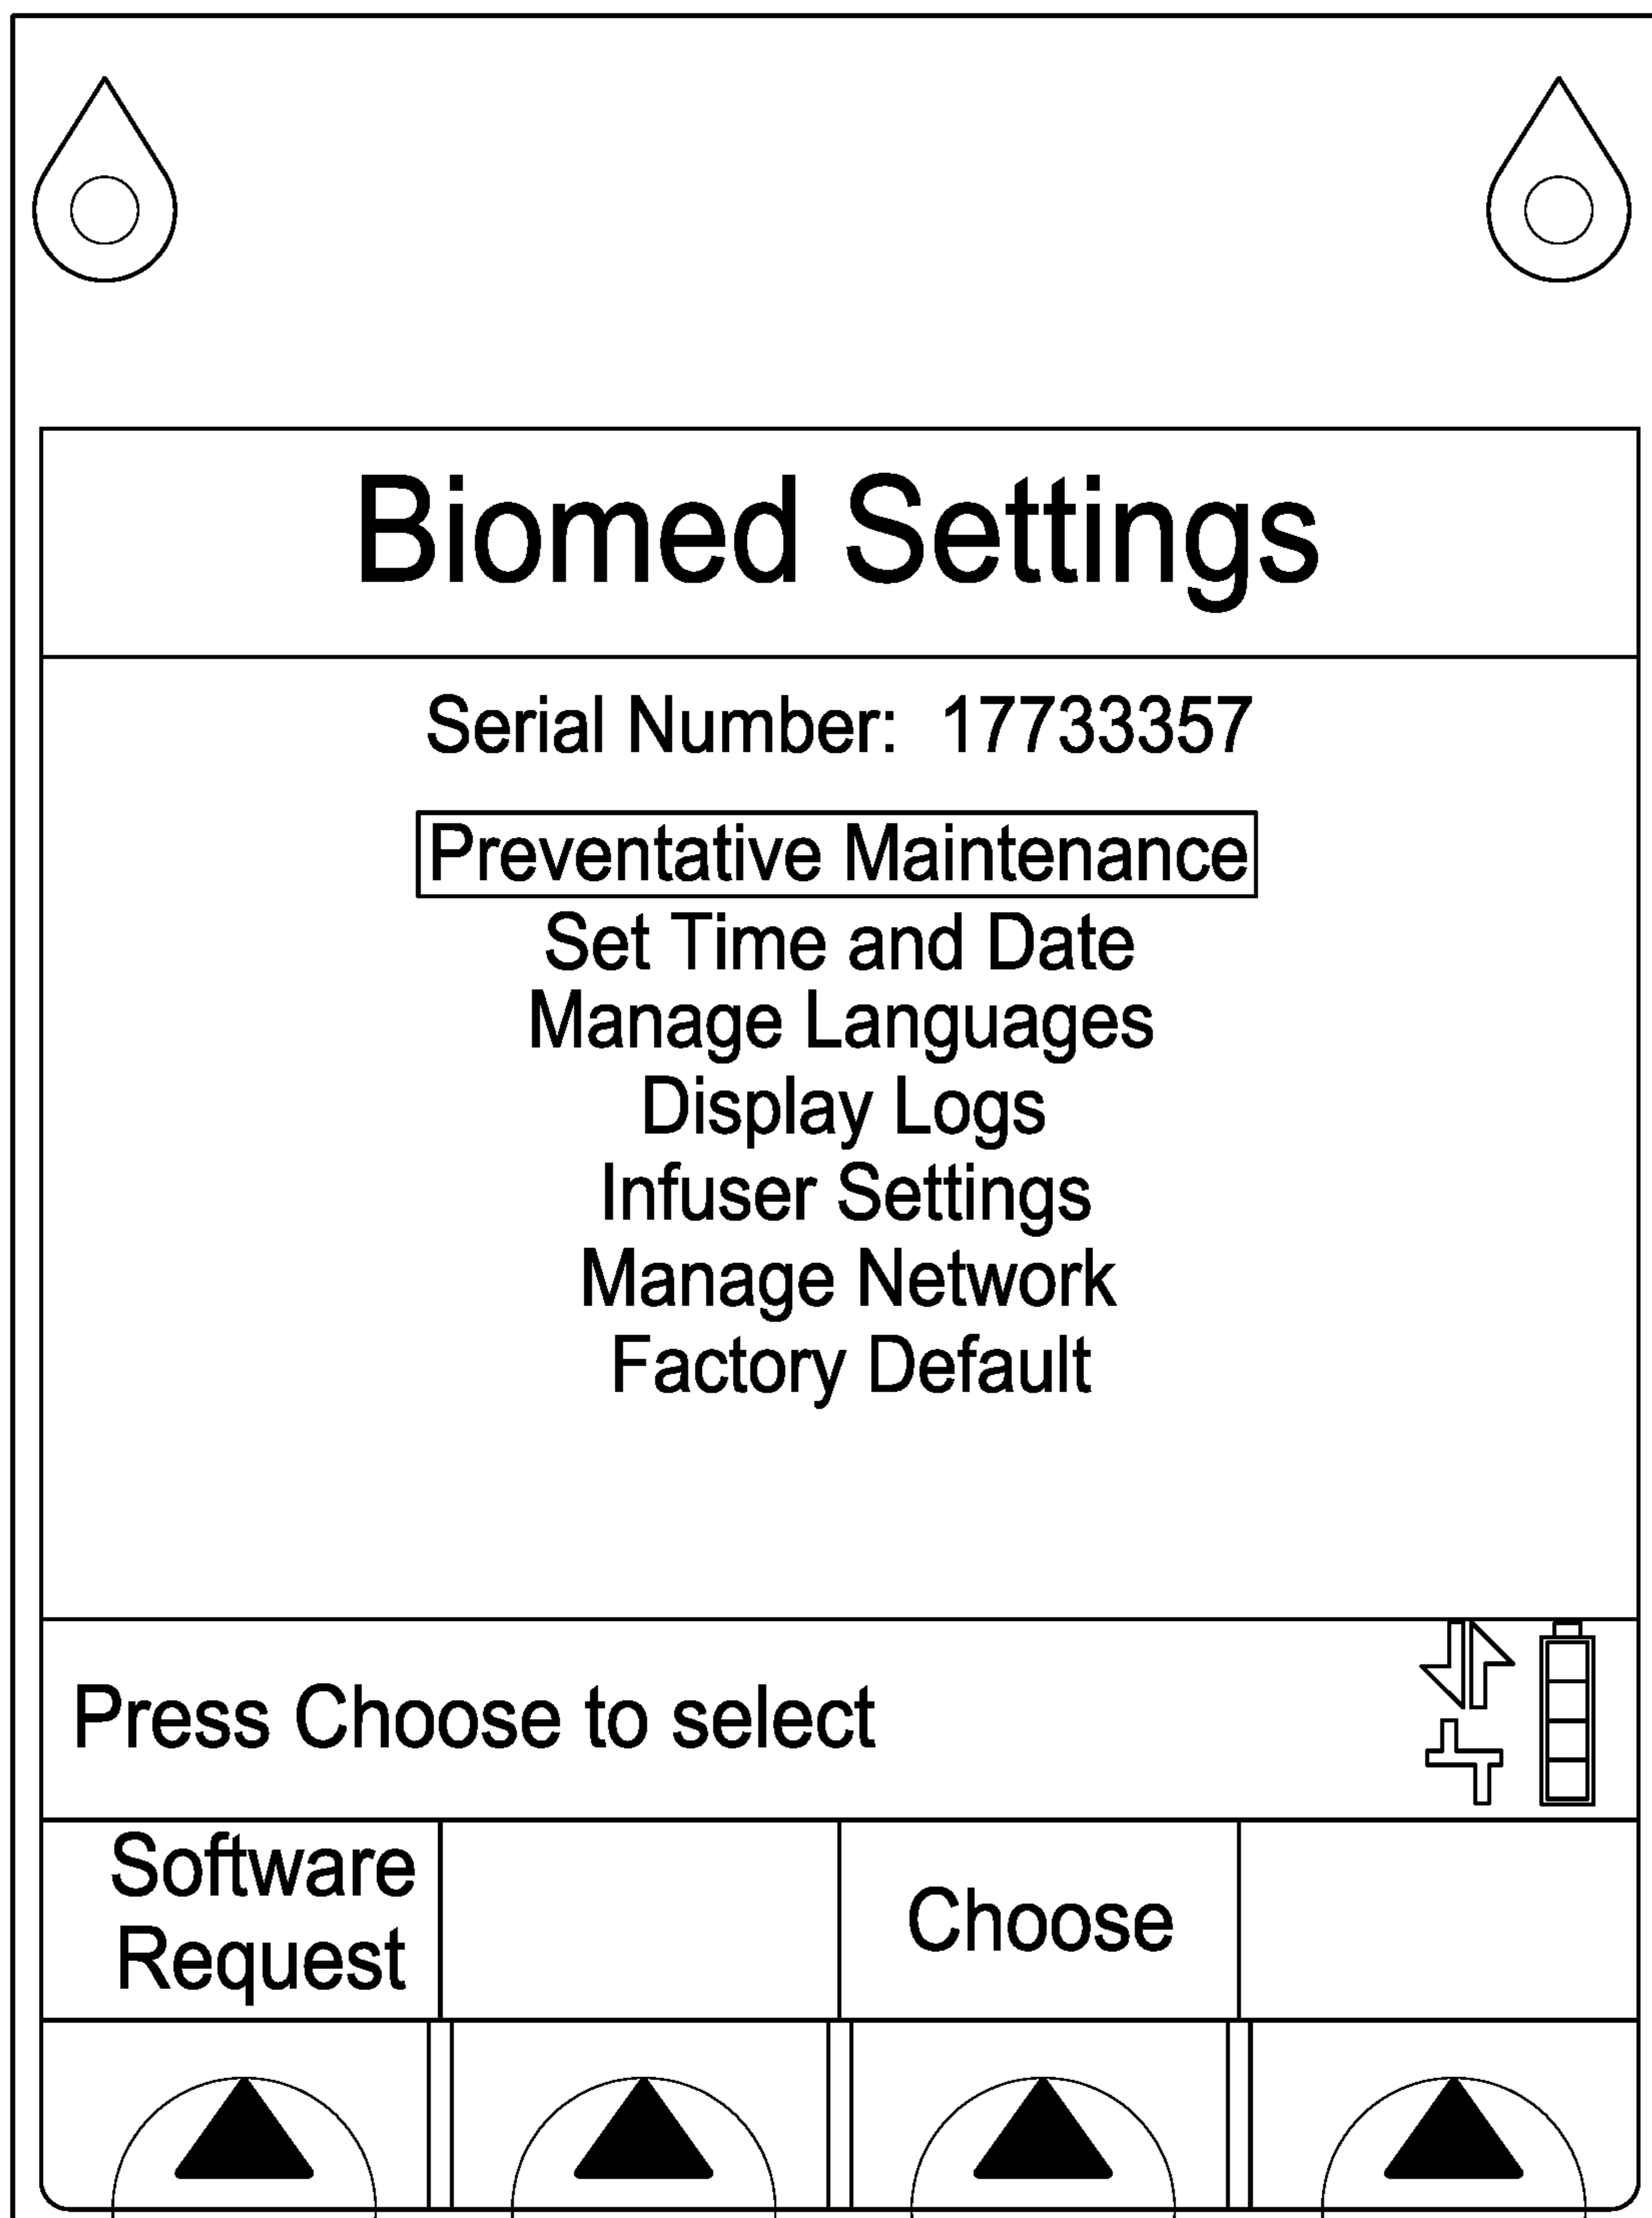 Biomed Settings
Serial Number: 17733357
Preventative Maintenance
Set Time and Date
Manage Languages
Display Logs
Infuser Settings
Manage Network
Factory Default
Press Choose to select
Software
Request
Choose